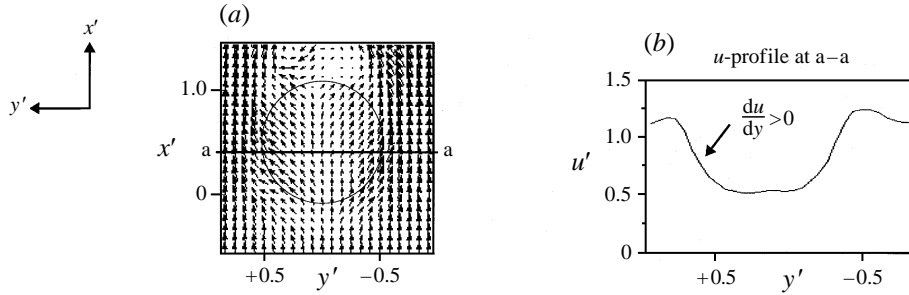 x′
y′
(a)
1.0
x′
a
a
0
+0.5
y′
−0.5
(b)
u-profile at a–a
1.5
du
dy
>0
1.0
u′
0.5
0
+0.5
y′
−0.5